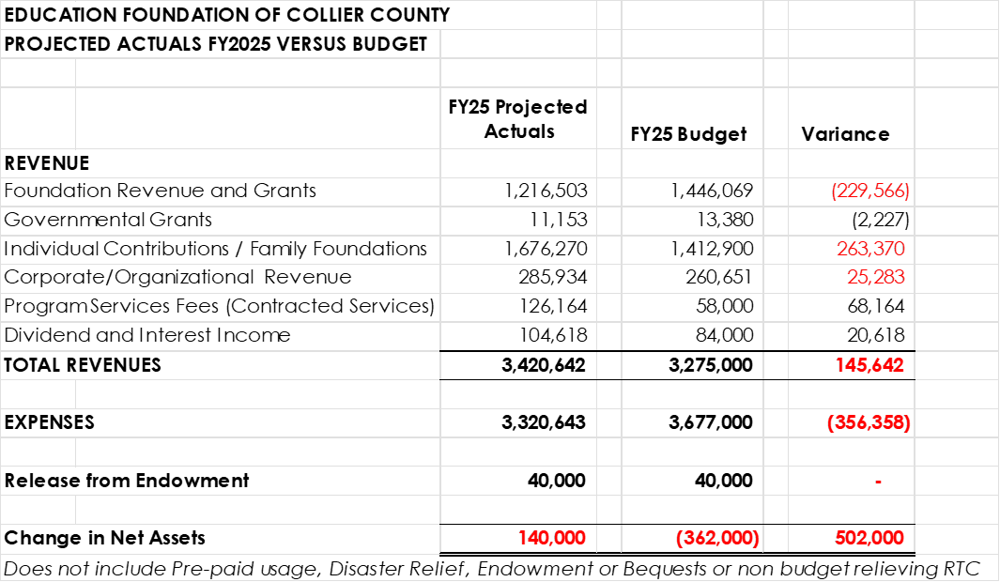 EDUCATION FOUNDATION OF COLLIER COUNTY
PROJECTED ACTUALS FY2025 VERSUS BUDGET
FY25 Projected
Actuals FY25 Budget Variance
REVENUE
Foundation Revenue and Grants 1,216,503 1,446,069 (229,566)
Governmental Grants 11,153 13,380 (2,227)
Individual Contributions / Family Foundations 1,676,270 1,412,900 263,370
Corporate/Organizational Revenue 285,934 260,651 25,283
Program Services Fees (Contracted Services) 126,164 58,000 68,164
Dividend and Interest Income 104,618 84,000 20,618
TOTAL REVENUES 3,420,642 3,275,000 145,642
EXPENSES 3,320,643 3,677,000 (356,358)
Release from Endowment 40,000 40,000 -
Change in Net Assets 140,000 (362,000) 502,000
Does not include Pre-paid usage, Disaster Relief, Endowment or Bequests or non budget relieving RTC